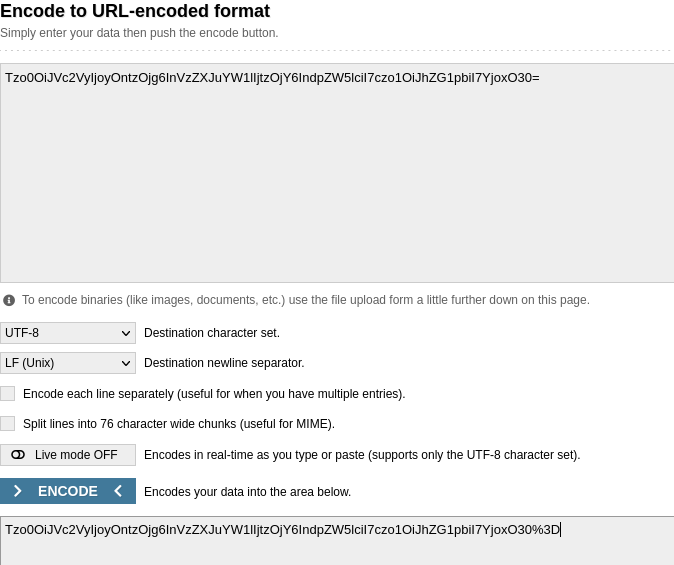 Encode to URL-encoded format
Simply enter your data then push the encode button.
Tzo0OiJVc2VyIjoyOntzOjg6InVzZXJuYW1lIjtzOjY6IndpZW5lciI7czo1OiJhZG1pbiI7YjoxO30=
To encode binaries (like images, documents, etc.) use the file upload form a little further down on this page.
UTF-8 Destination character set.
LF (Unix) Destination newline separator.
Encode each line separately (useful for when you have multiple entries).
Split lines into 76 character wide chunks (useful for MIME).
Live mode OFF Encodes in real-time as you type or paste (supports only the UTF-8 character set).
ENCODE Encodes your data into the area below.
Tzo0OiJVc2VyIjoyOntzOjg6InVzZXJuYW1lIjtzOjY6IndpZW5lciI7czo1OiJhZG1pbiI7YjoxO30%3D